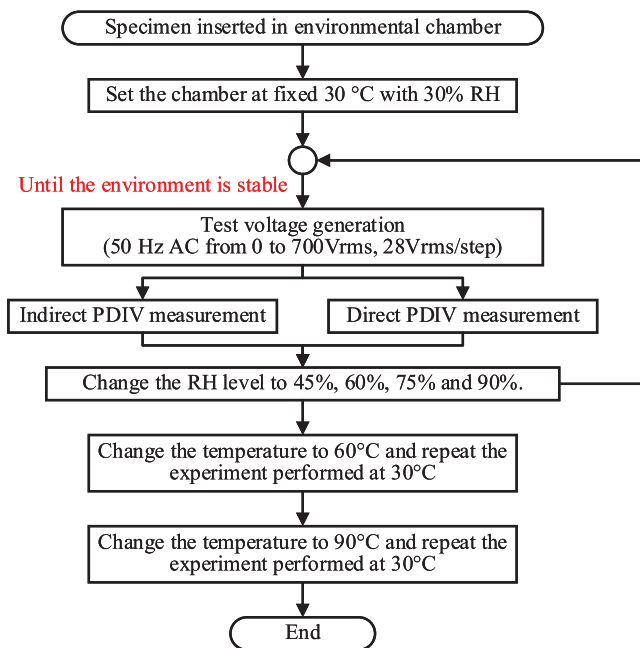 Specimen inserted in environmental chamber
Set the chamber at fixed 30 °C with 30% RH
Until the environment is stable
Test voltage generation
(50 Hz AC from 0 to 700Vrms, 28Vrms/step)
Indirect PDIV measurement
Direct PDIV measurement
Change the RH level to 45%, 60%, 75% and 90%.
Change the temperature to 60°C and repeat the
experiment performed at 30°C
Change the temperature to 90°C and repeat the
experiment performed at 30°C
End